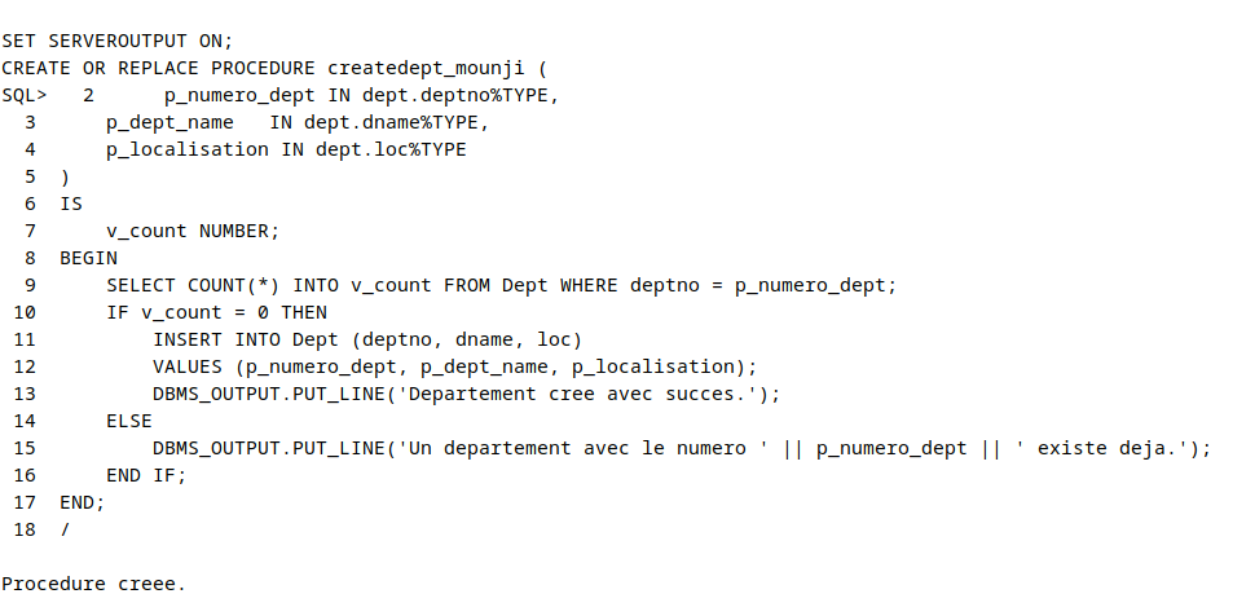 SET SERVEROUTPUT ON;
CREATE OR REPLACE PROCEDURE createdept_mounji (
SQL>   2      p_numero_dept IN dept.deptno%TYPE,
  3      p_dept_name   IN dept.dname%TYPE,
  4      p_localisation IN dept.loc%TYPE
  5  )
  6  IS
  7      v_count NUMBER;
  8  BEGIN
  9      SELECT COUNT(*) INTO v_count FROM Dept WHERE deptno = p_numero_dept;
 10      IF v_count = 0 THEN
 11          INSERT INTO Dept (deptno, dname, loc)
 12          VALUES (p_numero_dept, p_dept_name, p_localisation);
 13          DBMS_OUTPUT.PUT_LINE('Departement cree avec succes.');
 14      ELSE
 15          DBMS_OUTPUT.PUT_LINE('Un departement avec le numero ' || p_numero_dept || ' existe deja.');
 16      END IF;
 17  END;
 18  /
Procedure creee.